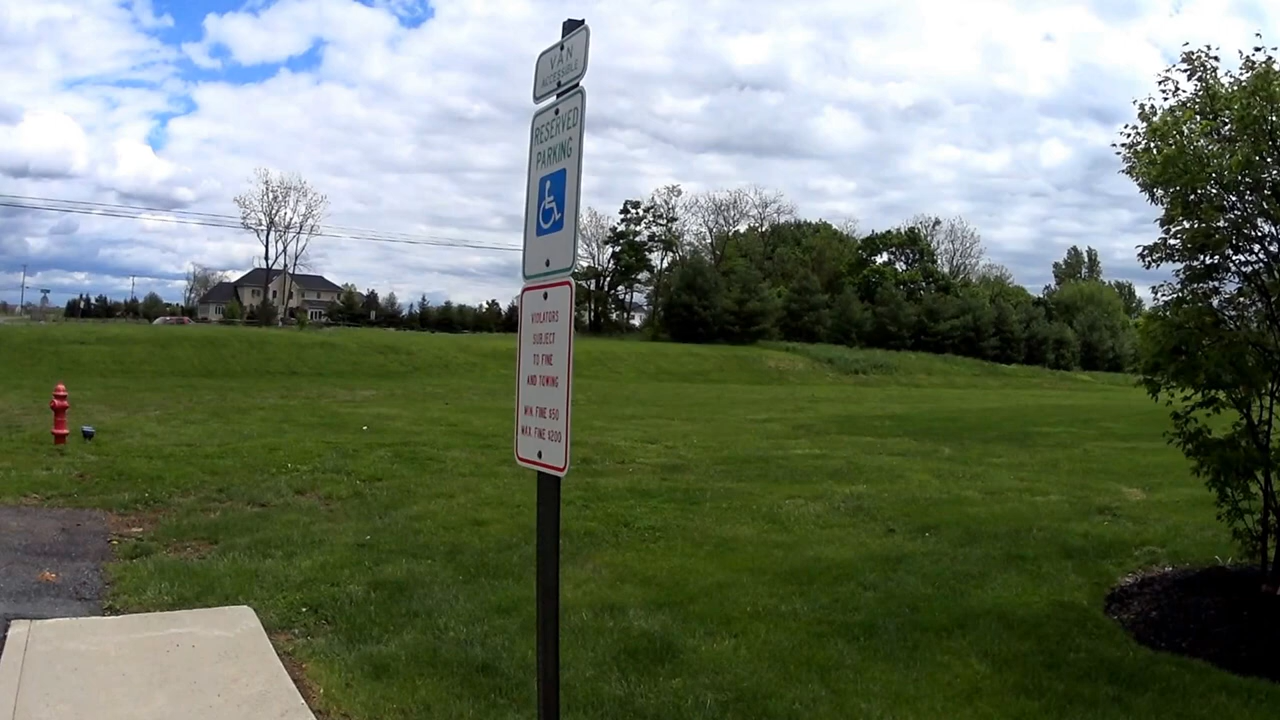 VAN
ACCESSIBLE
RESERVED
PARKING
VIOLATORS
SUBJECT
TO FINE
AND TOWING
MIN. FINE $50
MAX. FINE $200